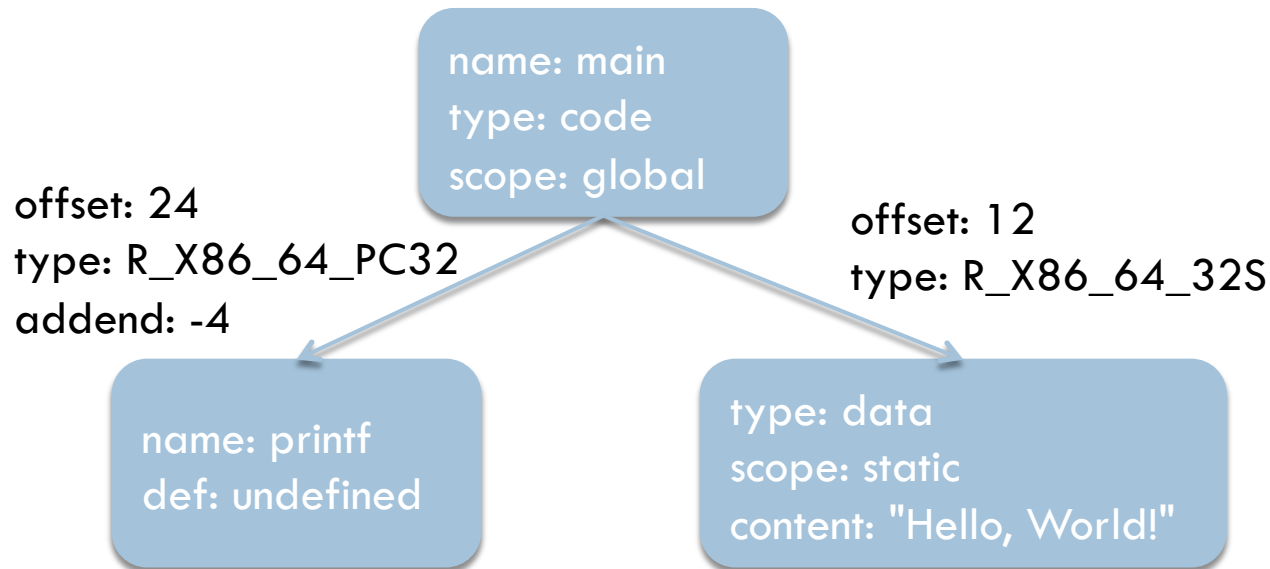 name: main
type: code
scope: global
offset: 24
type: R_X86_64_PC32
addend: -4
offset: 12
type: R_X86_64_32S
name: printf
def: undefined
type: data
scope: static
content: "Hello, World!"